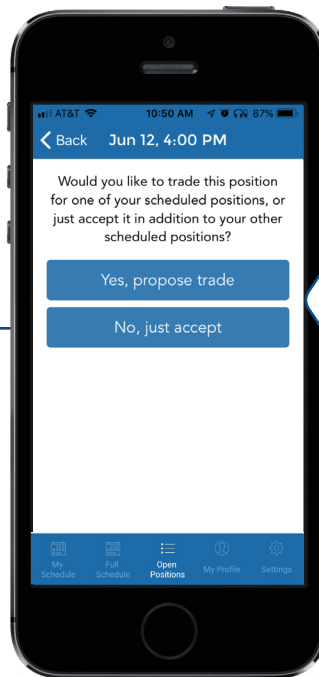 AT&T 10:50 AM 87%
Back Jun 12, 4:00 PM
Would you like to trade this position
for one of your scheduled positions, or
just accept it in addition to your other
scheduled positions?
Yes, propose trade
No, just accept
My Schedule
Full Schedule
Open Positions
My Profile
Settings